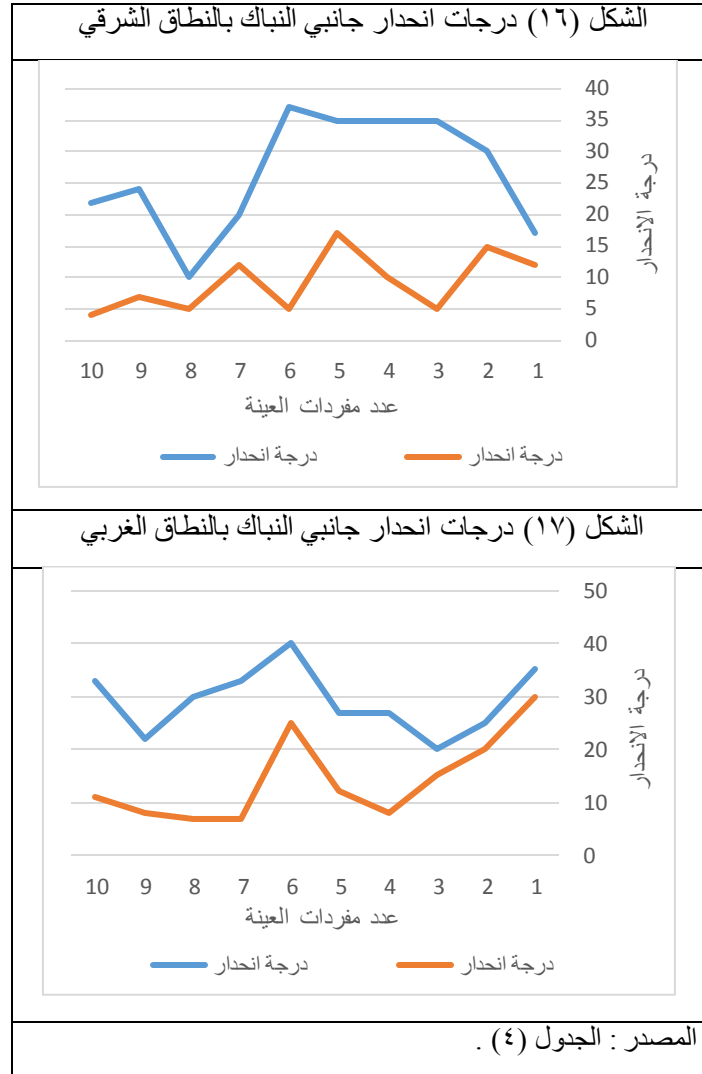 الشكل (١٦) درجات انحدار جانبي النباك بالنطاق الشرقي
40
35
30
25
20
15
10
5
0
درجة الانحدار
10 9 8 7 6 5 4 3 2 1
عدد مفردات العينة
درجة انحدار درجة انحدار
الشكل (١٧) درجات انحدار جانبي النباك بالنطاق الغربي
50
40
30
20
10
0
درجة الانحدار
10 9 8 7 6 5 4 3 2 1
عدد مفردات العينة
درجة انحدار درجة انحدار
المصدر : الجدول (٤) .